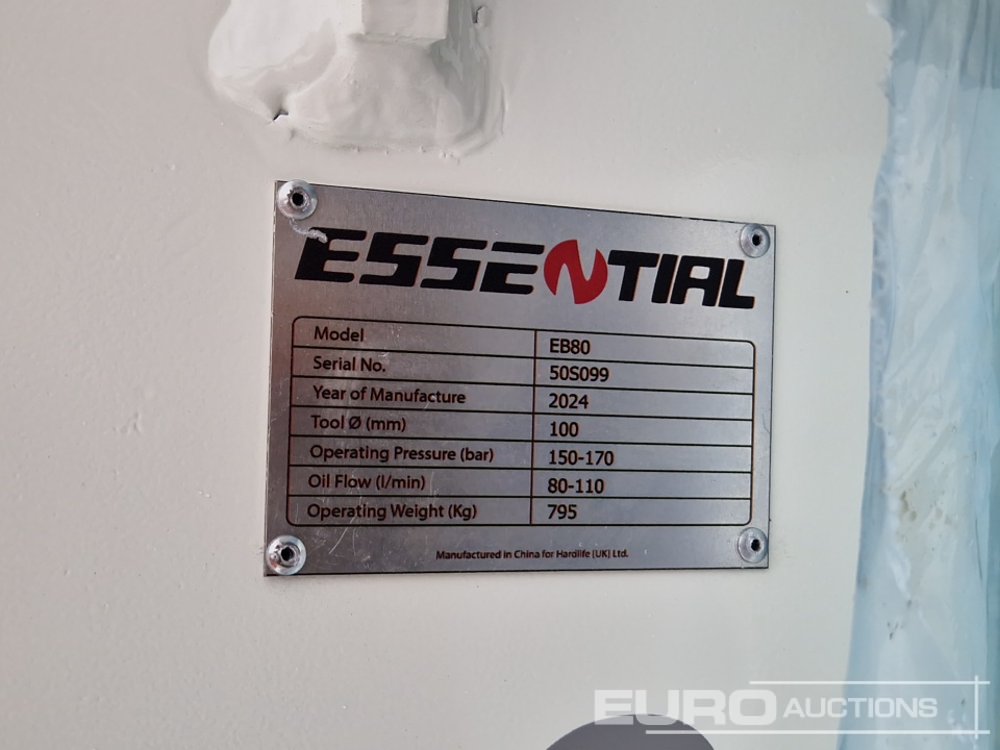 ESSENTIAL
Model EB80
Serial No. 50S099
Year of Manufacture 2024
Tool Ø (mm) 100
Operating Pressure (bar) 150-170
Oil Flow (l/min) 80-110
Operating Weight (Kg) 795
Manufactured in China for Hardlife (UK) Ltd.
EURO AUCTIONS